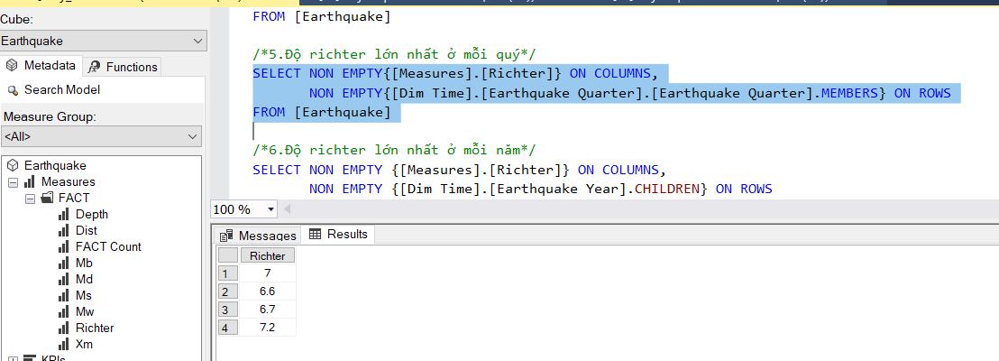 Cube:
Earthquake
Metadata
Functions
Search Model
Measure Group:
<All>
Earthquake
Measures
FACT
Depth
Dist
FACT Count
Mb
Md
Ms
Mw
Richter
Xm
KPIs
FROM [Earthquake]
/*5.Độ richter lớn nhất ở mỗi quý*/
SELECT NON EMPTY{[Measures].[Richter]} ON COLUMNS,
NON EMPTY{[Dim Time].[Earthquake Quarter].[Earthquake Quarter].MEMBERS} ON ROWS
FROM [Earthquake]
/*6.Độ richter lớn nhất ở mỗi năm*/
SELECT NON EMPTY {[Measures].[Richter]} ON COLUMNS,
NON EMPTY {[Dim Time].[Earthquake Year].CHILDREN} ON ROWS
100 %
Messages
Results
Richter
1 7
2 6.6
3 6.7
4 7.2